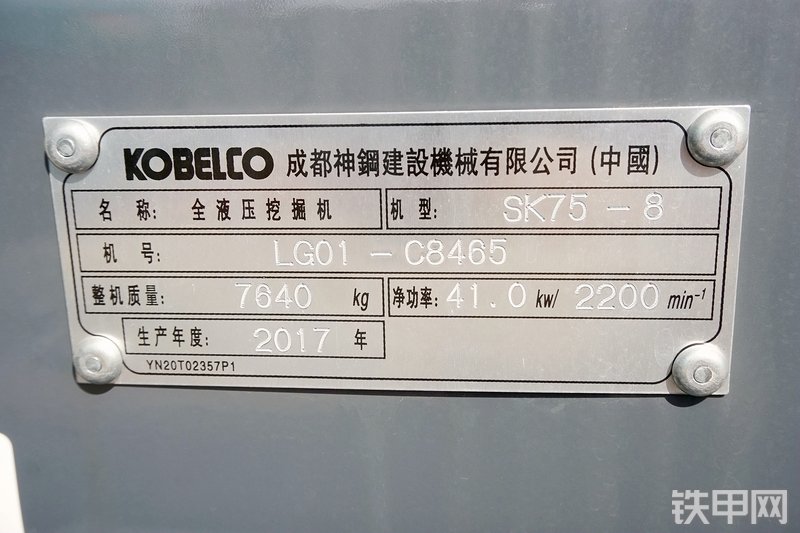 KOBELCO 成都神鋼建設機械有限公司 (中國)
名 称: 全液压挖掘机 机 型: SK75 - 8
机 号: LG01 - C8465
整机质量: 7640 kg 净功率: 41.0 kw/ 2200 min⁻¹
生产年度: 2017 年
YN20T02357P1
铁甲网